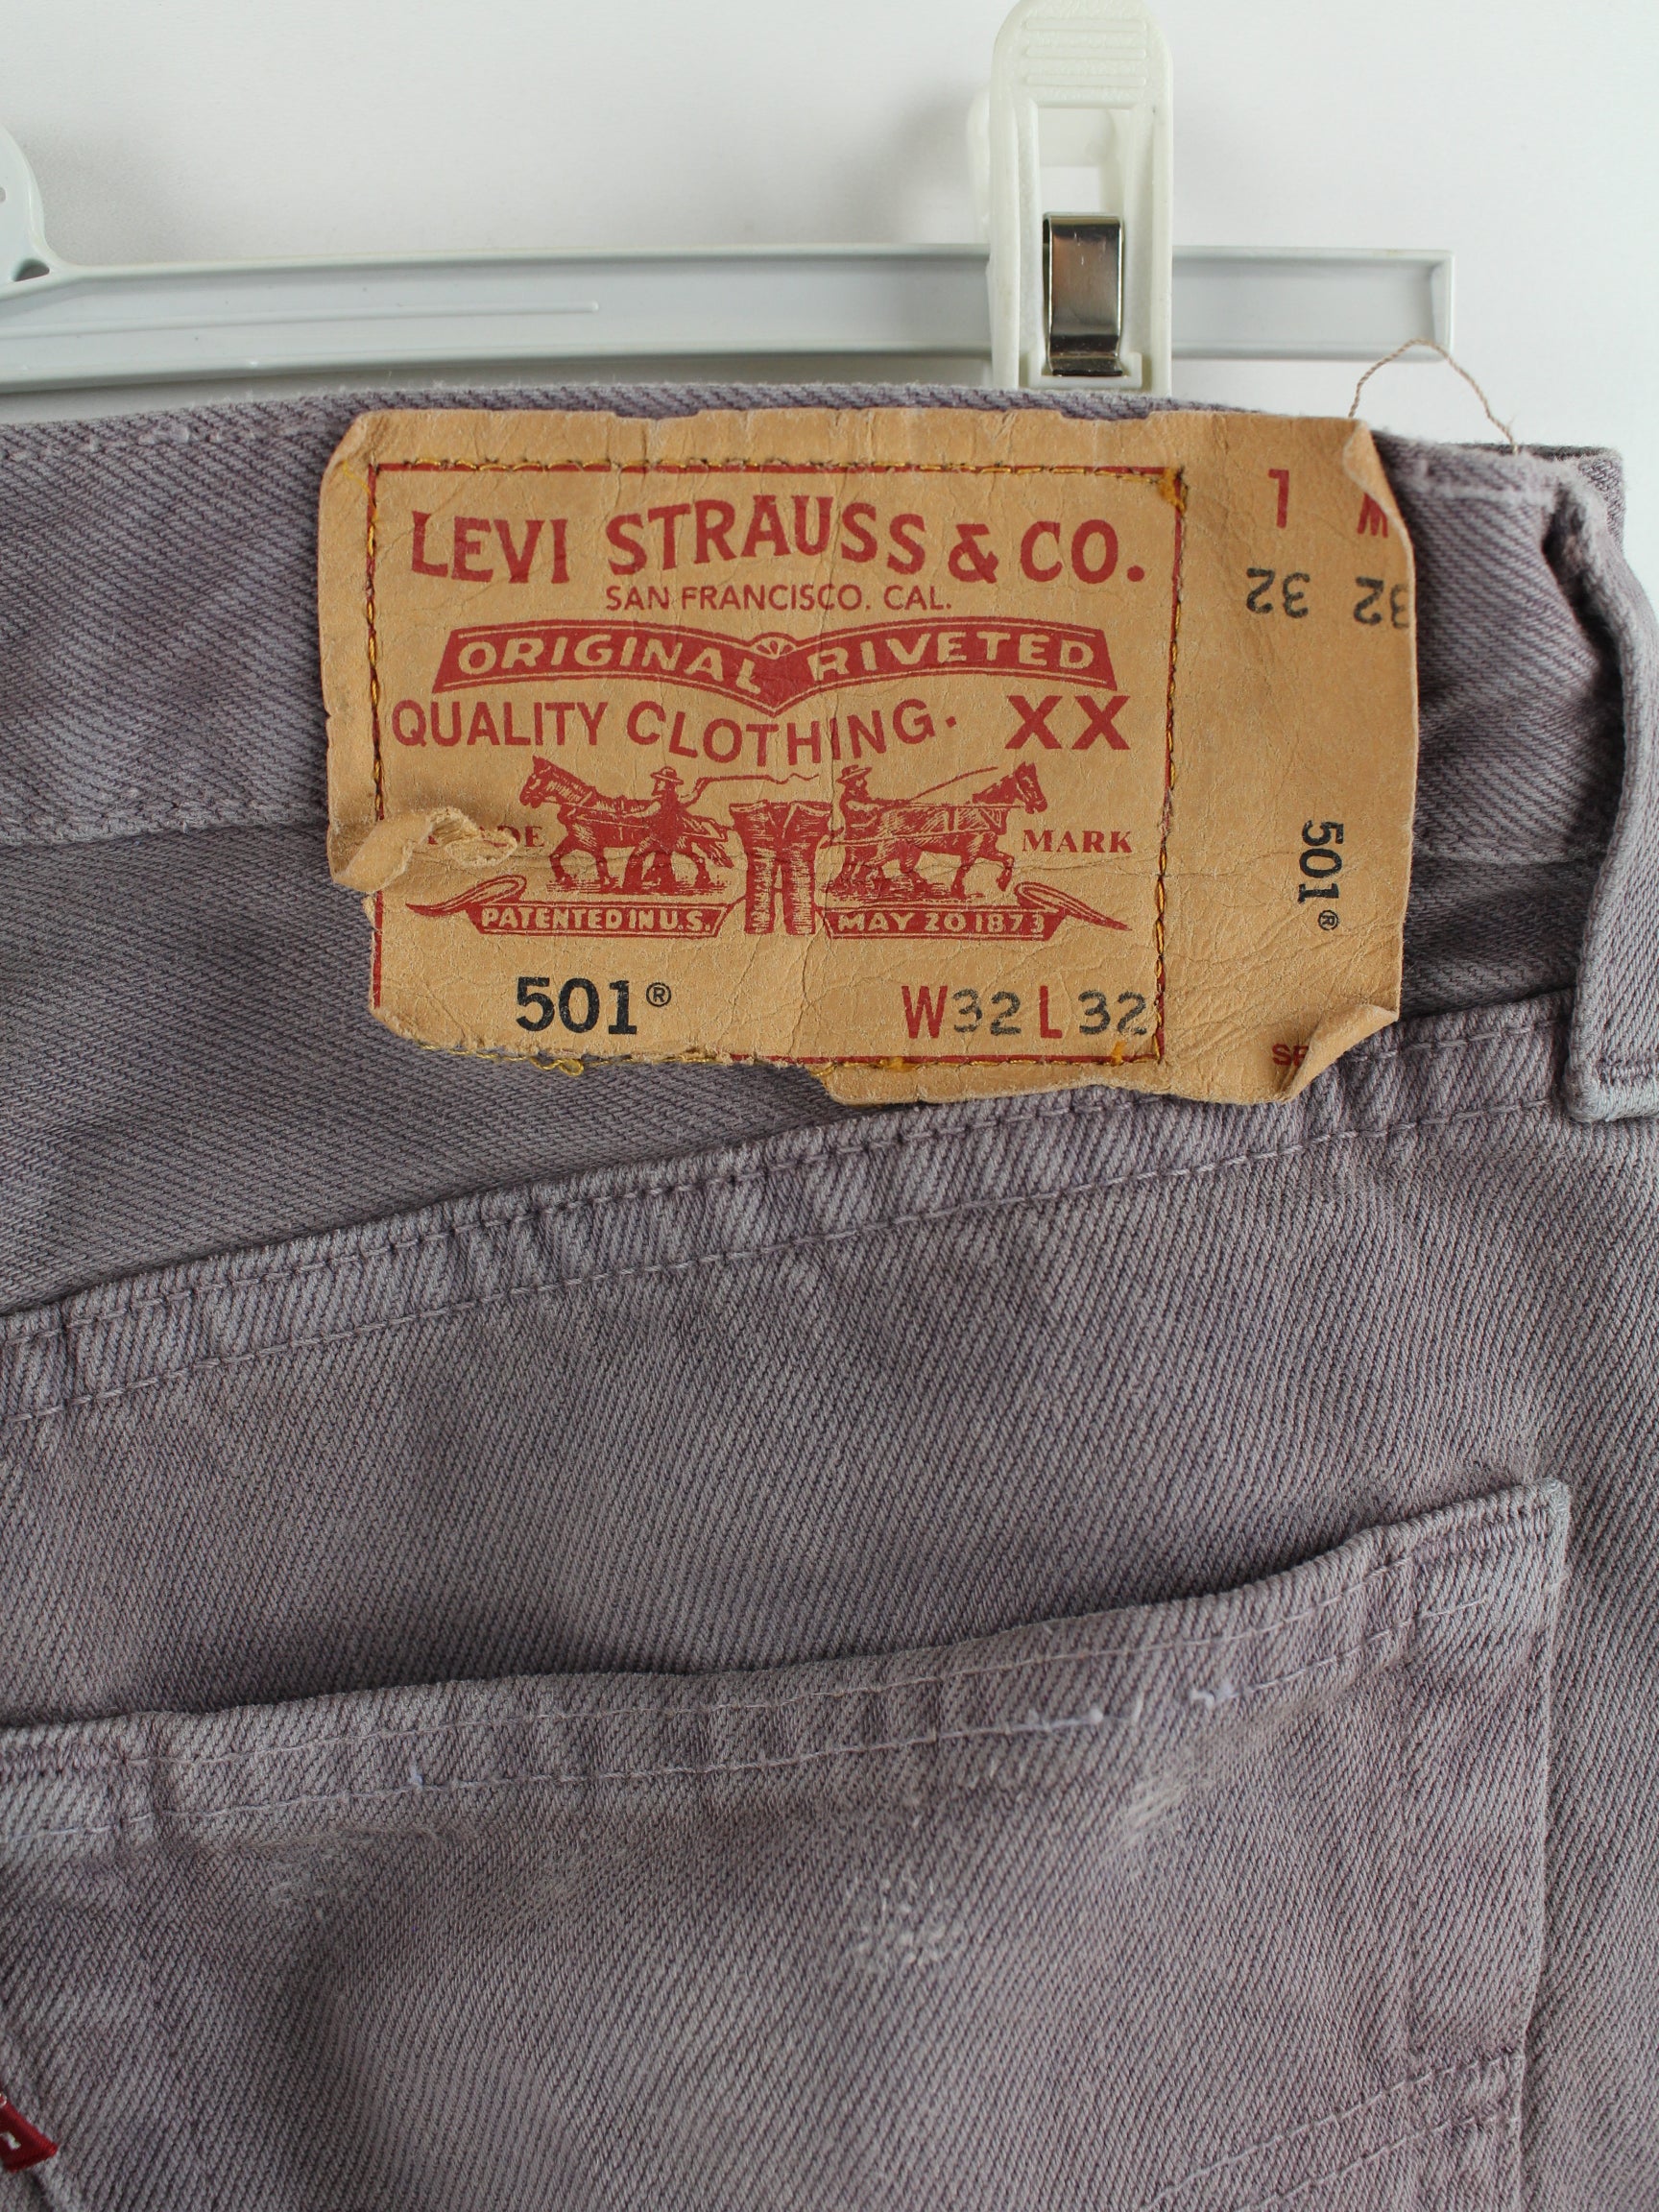 LEVI STRAUSS & CO.
SAN FRANCISCO. CAL.
ORIGINAL RIVETED
QUALITY CLOTHING. XX
MARK
PATENTED IN U.S. MAY 20 1873
501® W32 L32
L W
32 32
501®